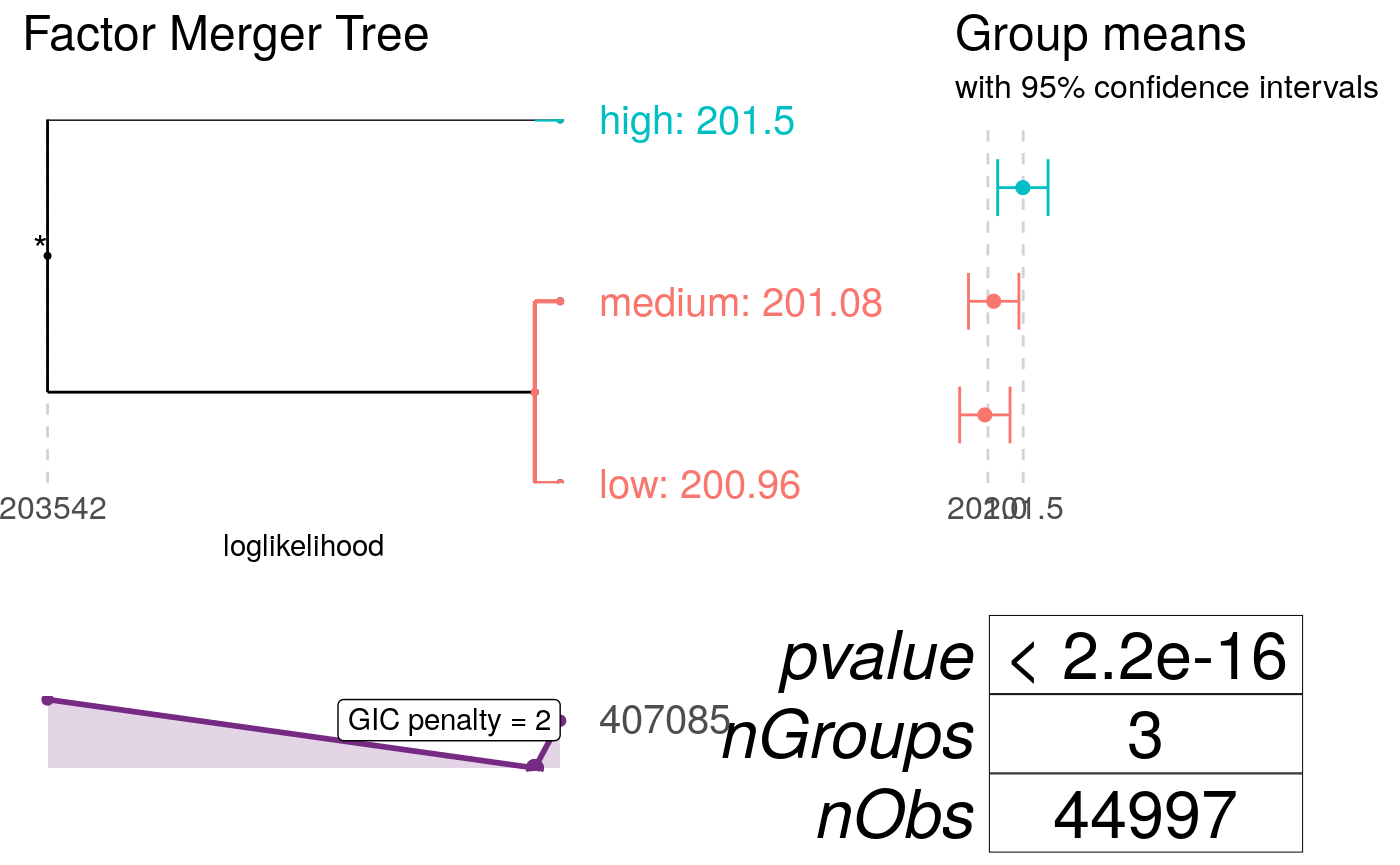 Factor Merger Tree
high: 201.5
*
medium: 201.08
low: 200.96
203542
loglikelihood
Group means
with 95% confidence intervals
201.0
201.5
GIC penalty = 2
407085
pvalue < 2.2e-16
nGroups 3
nObs 44997